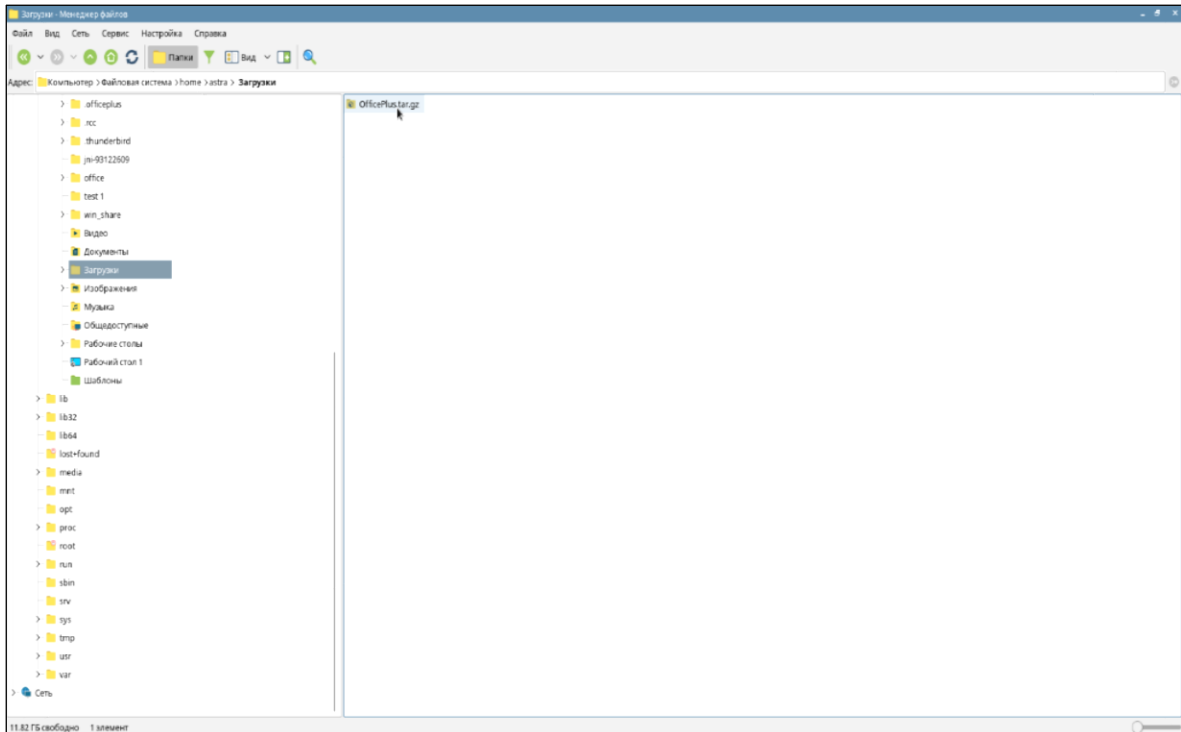 Загрузки - Менеджер файлов
Файл Вид Сеть Сервис Настройка Справка
Папки Вид
Адрес: Компьютер > Файловая система > home > astra > Загрузки
.officeplus
.rcc
.thunderbird
jni-93122609
office
test 1
win_share
Видео
Документы
Загрузки
Изображения
Музыка
Общедоступные
Рабочие столы
Рабочий стол 1
Шаблоны
lib
lib32
lib64
lost+found
media
mnt
opt
proc
root
run
sbin
srv
sys
tmp
usr
var
Сеть
OfficePlus.tar.gz
11.82 ГБ свободно 1 элемент